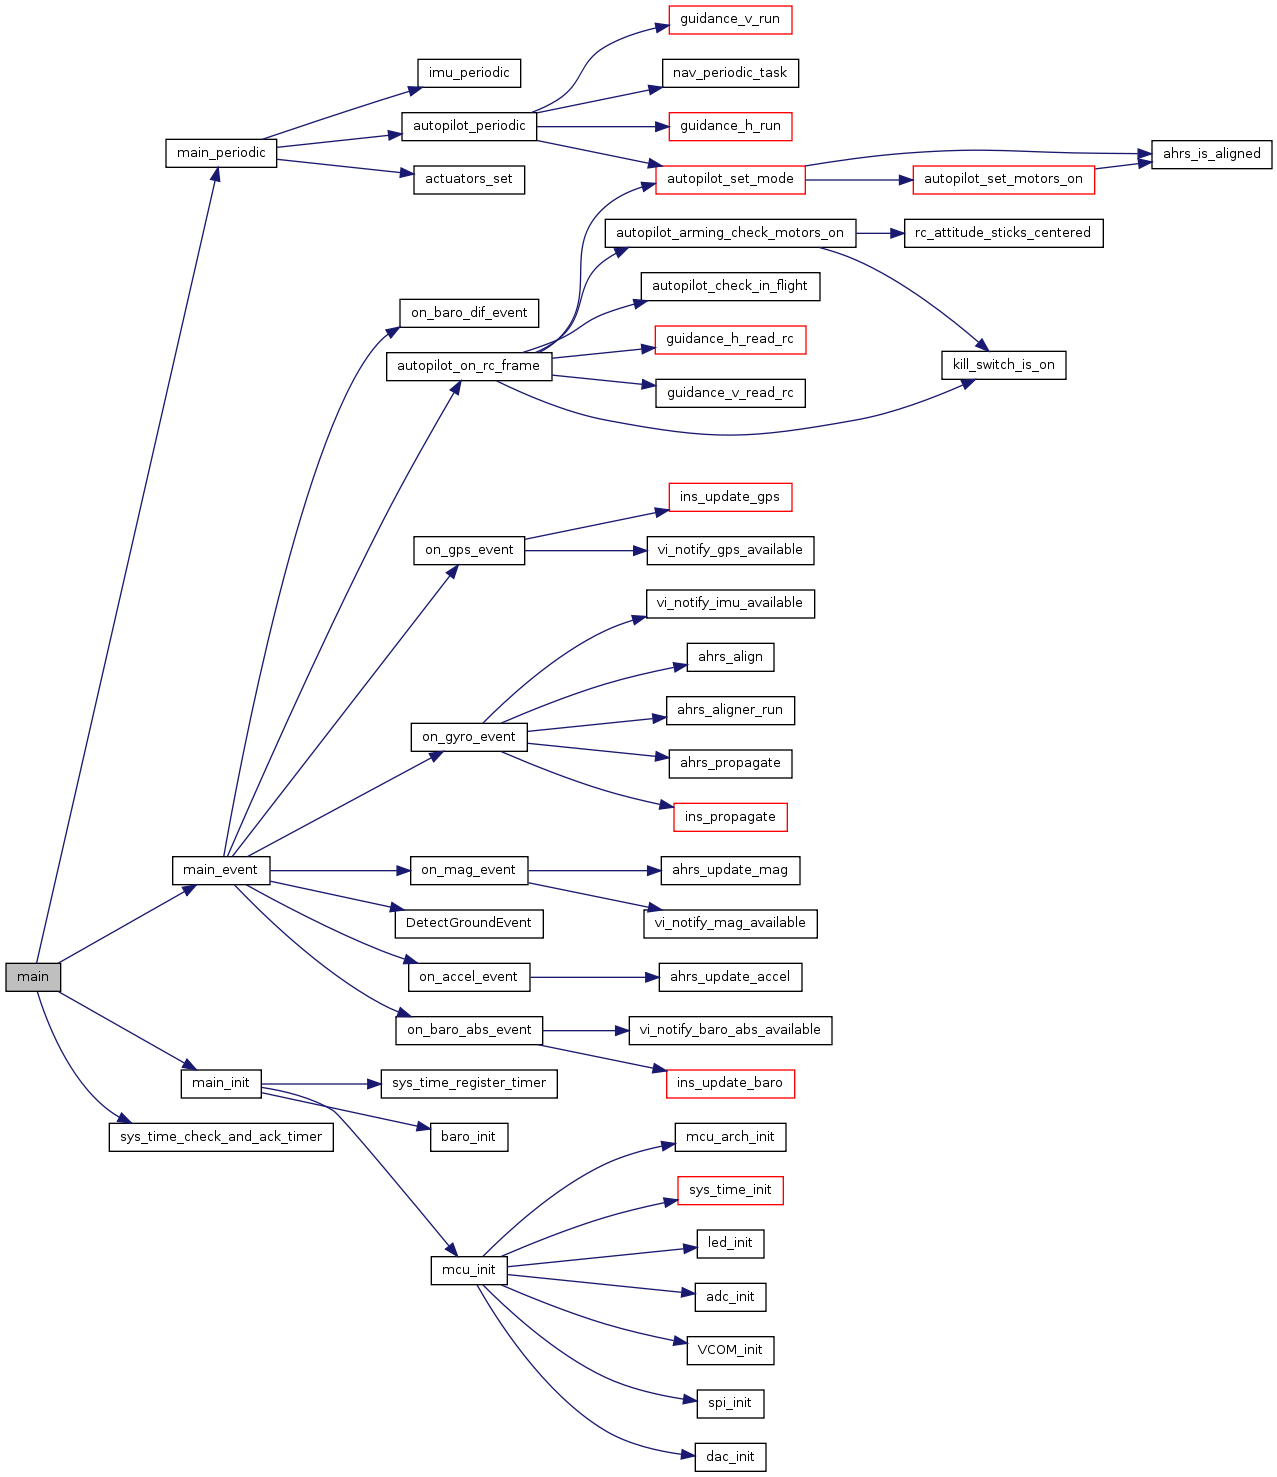 guidance_v_run
imu_periodic
nav_periodic_task
autopilot_periodic
guidance_h_run
main_periodic
ahrs_is_aligned
actuators_set
autopilot_set_mode
autopilot_set_motors_on
autopilot_arming_check_motors_on
rc_attitude_sticks_centered
autopilot_check_in_flight
on_baro_dif_event
guidance_h_read_rc
autopilot_on_rc_frame
kill_switch_is_on
guidance_v_read_rc
ins_update_gps
on_gps_event
vi_notify_gps_available
vi_notify_imu_available
ahrs_align
ahrs_aligner_run
on_gyro_event
ahrs_propagate
ins_propagate
main_event
on_mag_event
ahrs_update_mag
DetectGroundEvent
vi_notify_mag_available
main
on_accel_event
ahrs_update_accel
on_baro_abs_event
vi_notify_baro_abs_available
main_init
sys_time_register_timer
ins_update_baro
sys_time_check_and_ack_timer
baro_init
mcu_arch_init
sys_time_init
led_init
mcu_init
adc_init
VCOM_init
spi_init
dac_init